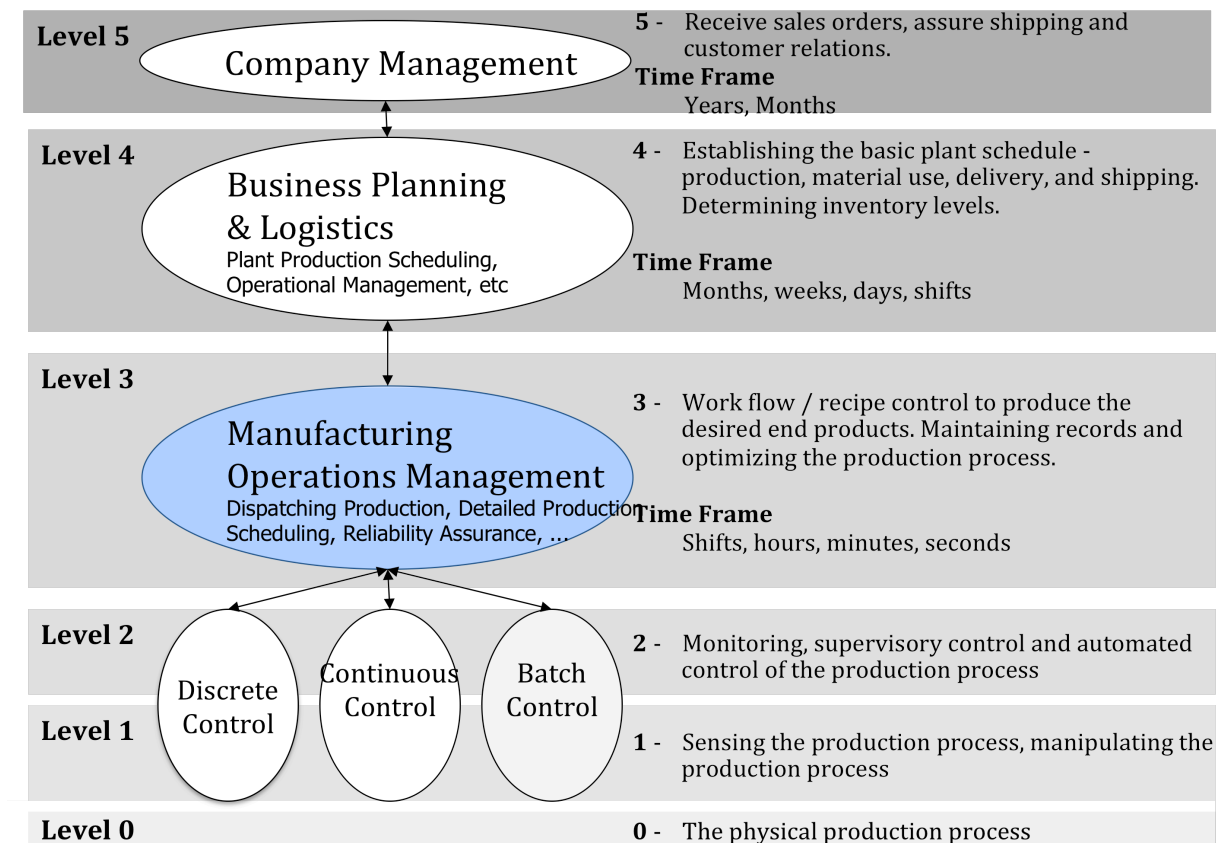 Level 5
Company Management
5 - Receive sales orders, assure shipping and
customer relations.
Time Frame
Years, Months
Level 4
Business Planning
& Logistics
Plant Production Scheduling,
Operational Management, etc
4 - Establishing the basic plant schedule -
production, material use, delivery, and shipping.
Determining inventory levels.
Time Frame
Months, weeks, days, shifts
Level 3
Manufacturing
Operations Management
Dispatching Production, Detailed Production
Scheduling, Reliability Assurance, ...
3 - Work flow / recipe control to produce the
desired end products. Maintaining records and
optimizing the production process.
Time Frame
Shifts, hours, minutes, seconds
Level 2
Discrete
Control
Continuous
Control
Batch
Control
2 - Monitoring, supervisory control and automated
control of the production process
Level 1
1 - Sensing the production process, manipulating the
production process
Level 0
0 - The physical production process